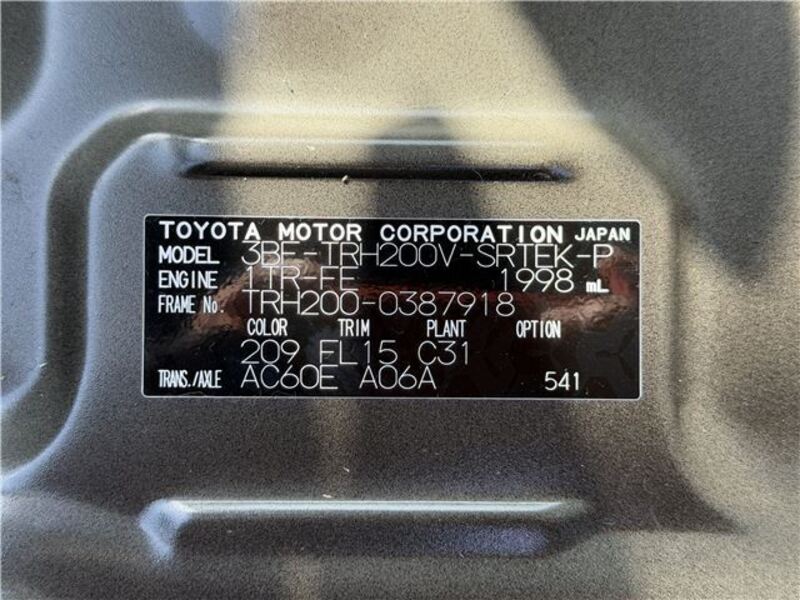 TOYOTA MOTOR CORPORATION JAPAN
MODEL 3BF-TRH200V-SRTEK-P
ENGINE 1TR-FE 1998 mL
FRAME No. TRH200-0387918
COLOR TRIM PLANT OPTION
209 FL15 C31
TRANS./AXLE AC60E A06A 541